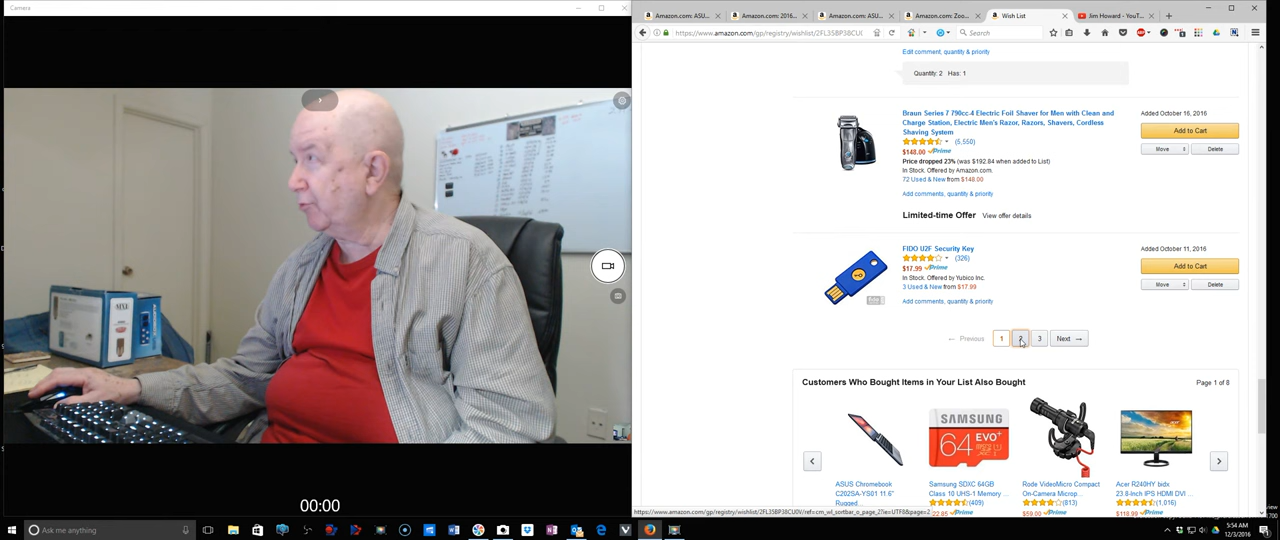 Camera
Amazon.com: ASU...
Amazon.com: 2016...
Amazon.com: ASU...
Amazon.com: Zoo...
Wish List
Jim Howard - YouT...
https://www.amazon.com/gp/registry/wishlist/2FL35BP38CU0
Search
Edit comment, quantity & priority
Quantity: 2 Has: 1
Braun Series 7 790cc-4 Electric Foil Shaver for Men with Clean and
Charge Station, Electric Men's Razor, Razors, Shavers, Cordless
Shaving System
(5,550)
$148.00 Prime
Price dropped 23% (was $192.84 when added to List)
In Stock. Offered by Amazon.com.
72 Used & New from $148.00
Add comments, quantity & priority
Limited-time Offer View offer details
Added October 16, 2016
Add to Cart
Move
Delete
FIDO U2F Security Key
(326)
$17.99 Prime
In Stock. Offered by Yubico Inc.
3 Used & New from $17.99
Add comments, quantity & priority
Added October 11, 2016
Add to Cart
Move
Delete
← Previous 1 2 3 Next →
Customers Who Bought Items in Your List Also Bought
Page 1 of 8
SAMSUNG
64 EVO+
ASUS Chromebook
C202SA-YS01 11.6"
Rugged...
Samsung SDXC 64GB
Class 10 UHS-1 Memory ...
(409)
22.85 Prime
Rode VideoMicro Compact
On-Camera Microp...
(813)
$59.00 Prime
Acer R240HY bidx
23.8-Inch IPS HDMI DVI ...
(1,016)
$118.99 Prime
MXL
00:00
Ask me anything
5:54 AM
12/3/2016